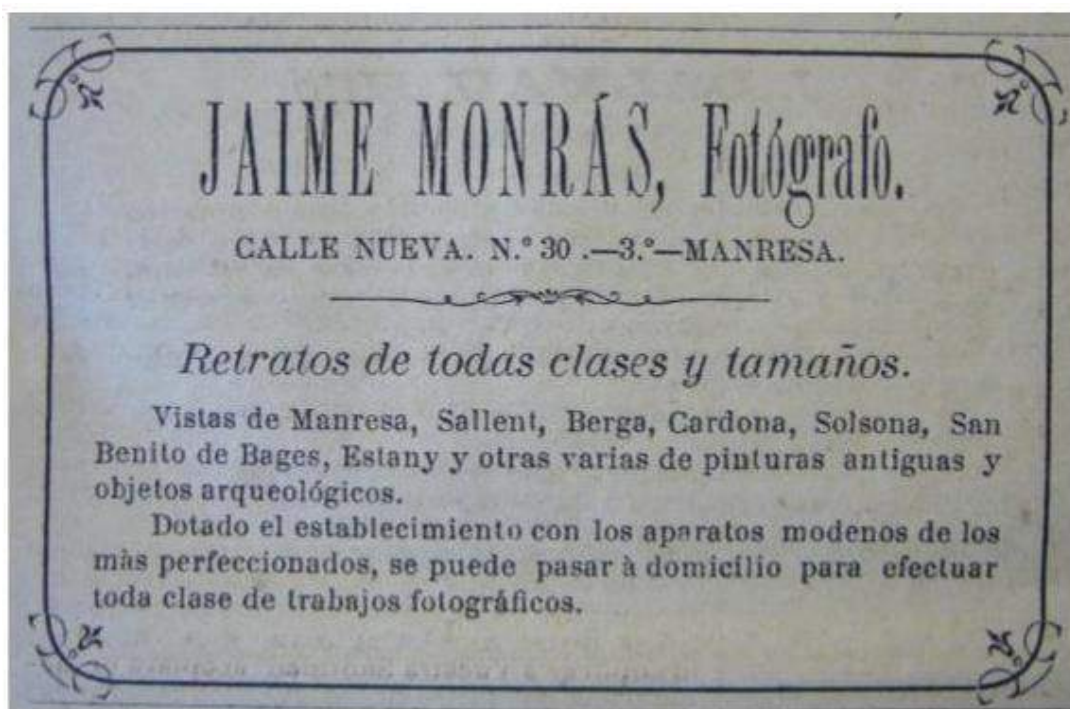 JAIME MONRÁS, Fotógrafo.
CALLE NUEVA. N.º 30 .—3.º—MANRESA.
Retratos de todas clases y tamaños.
Vistas de Manresa, Sallent, Berga, Cardona, Solsona, San
Benito de Bages, Estany y otras varias de pinturas antiguas y
objetos arqueológicos.
Dotado el establecimiento con los aparatos modenos de los
màs perfeccionados, se puede pasar à domicilio para efectuar
toda clase de trabajos fotográficos.